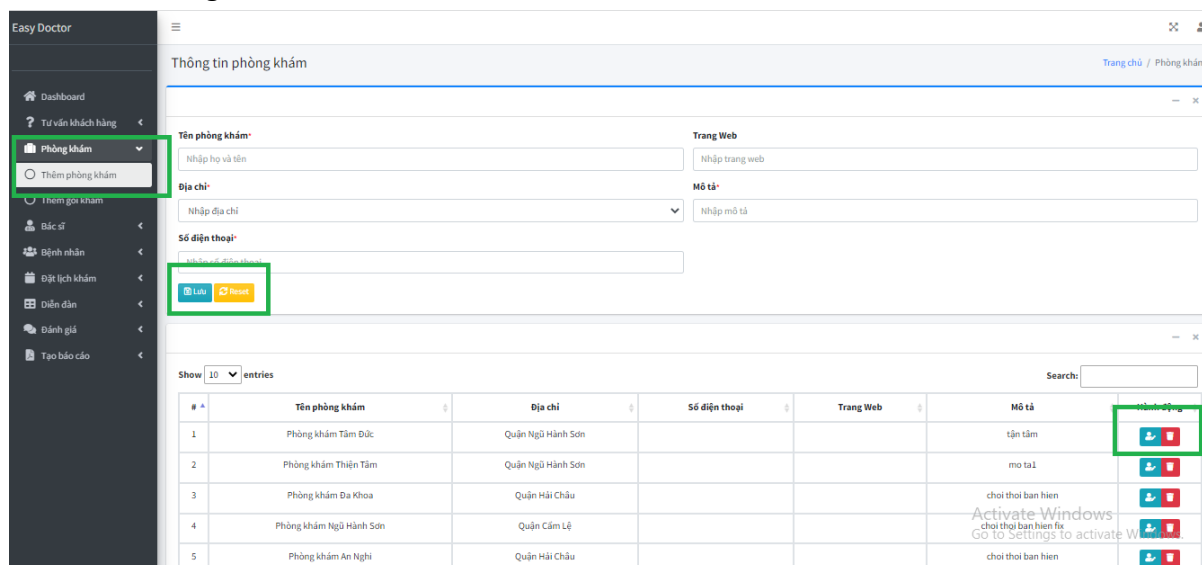 Easy Doctor
Thông tin phòng khám
Trang chủ / Phòng khám
Dashboard
Tư vấn khách hàng
Phòng khám
Thêm phòng khám
Thêm gói khám
Bác sĩ
Bệnh nhân
Đặt lịch khám
Diễn đàn
Đánh giá
Tạo báo cáo
Tên phòng khám*
Trang Web
Nhập họ và tên
Nhập trang web
Địa chỉ*
Mô tả*
Nhập địa chỉ
Nhập mô tả
Số điện thoại*
Nhập số điện thoại
Lưu Reset
Show 10 entries
Search:
# Tên phòng khám Địa chỉ Số điện thoại Trang Web Mô tả Hành động
1 Phòng khám Tâm Đức Quận Ngũ Hành Sơn tận tâm
2 Phòng khám Thiện Tâm Quận Ngũ Hành Sơn mo ta1
3 Phòng khám Đa Khoa Quận Hải Châu choi thoi ban hien
4 Phòng khám Ngũ Hành Sơn Quận Cẩm Lệ choi thoi ban hien fix
5 Phòng khám An Nghi Quận Hải Châu choi thoi ban hien
Activate Windows
Go to Settings to activate Windows.